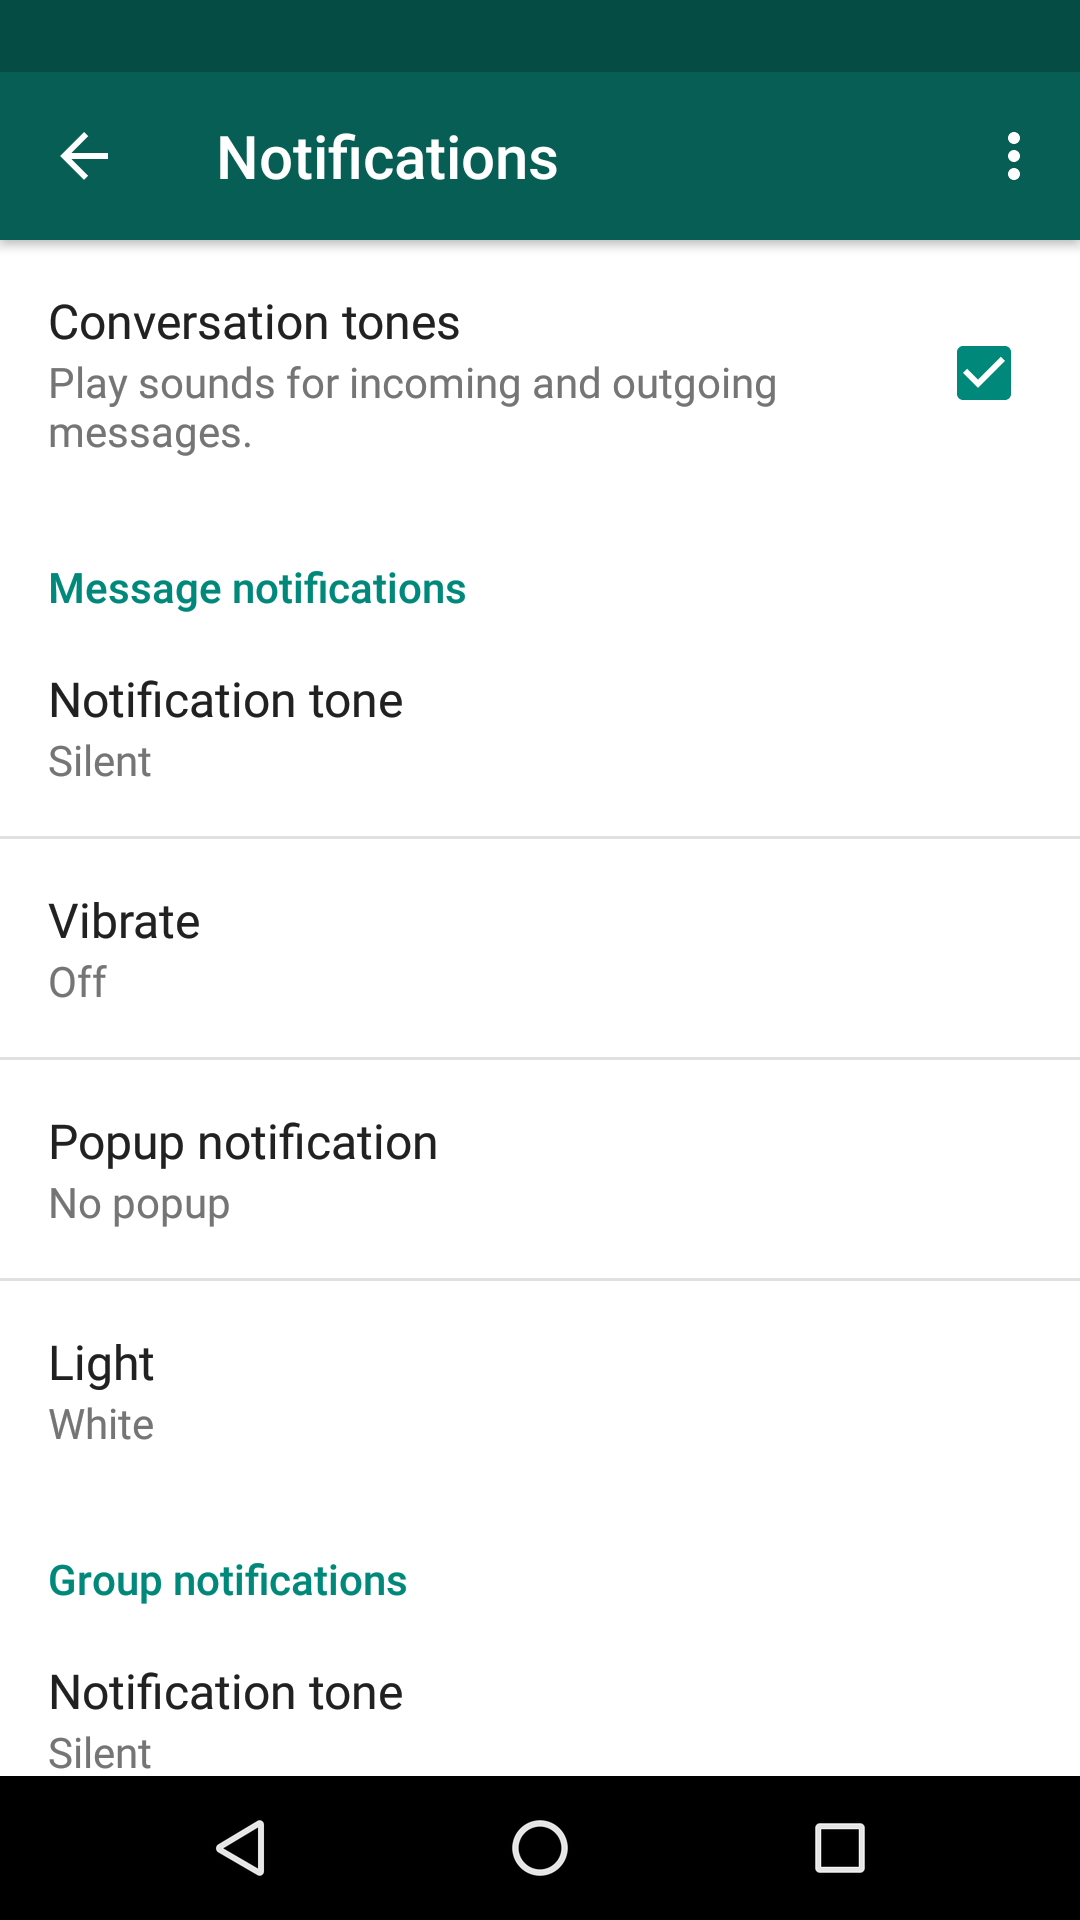 Notifications
Conversation tones
Play sounds for incoming and outgoing
messages.
Message notifications
Notification tone
Silent
Vibrate
Off
Popup notification
No popup
Light
White
Group notifications
Notification tone
Silent